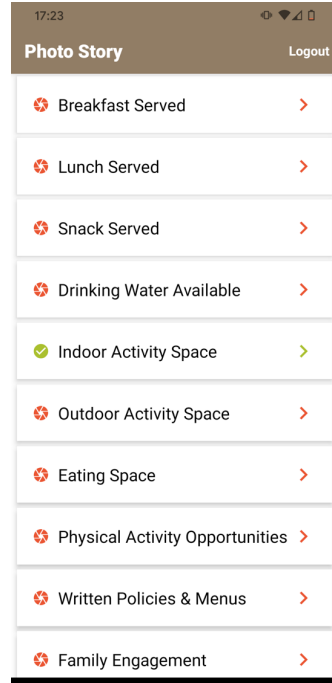 17:23
Photo Story
Logout
Breakfast Served
Lunch Served
Snack Served
Drinking Water Available
Indoor Activity Space
Outdoor Activity Space
Eating Space
Physical Activity Opportunities
Written Policies & Menus
Family Engagement